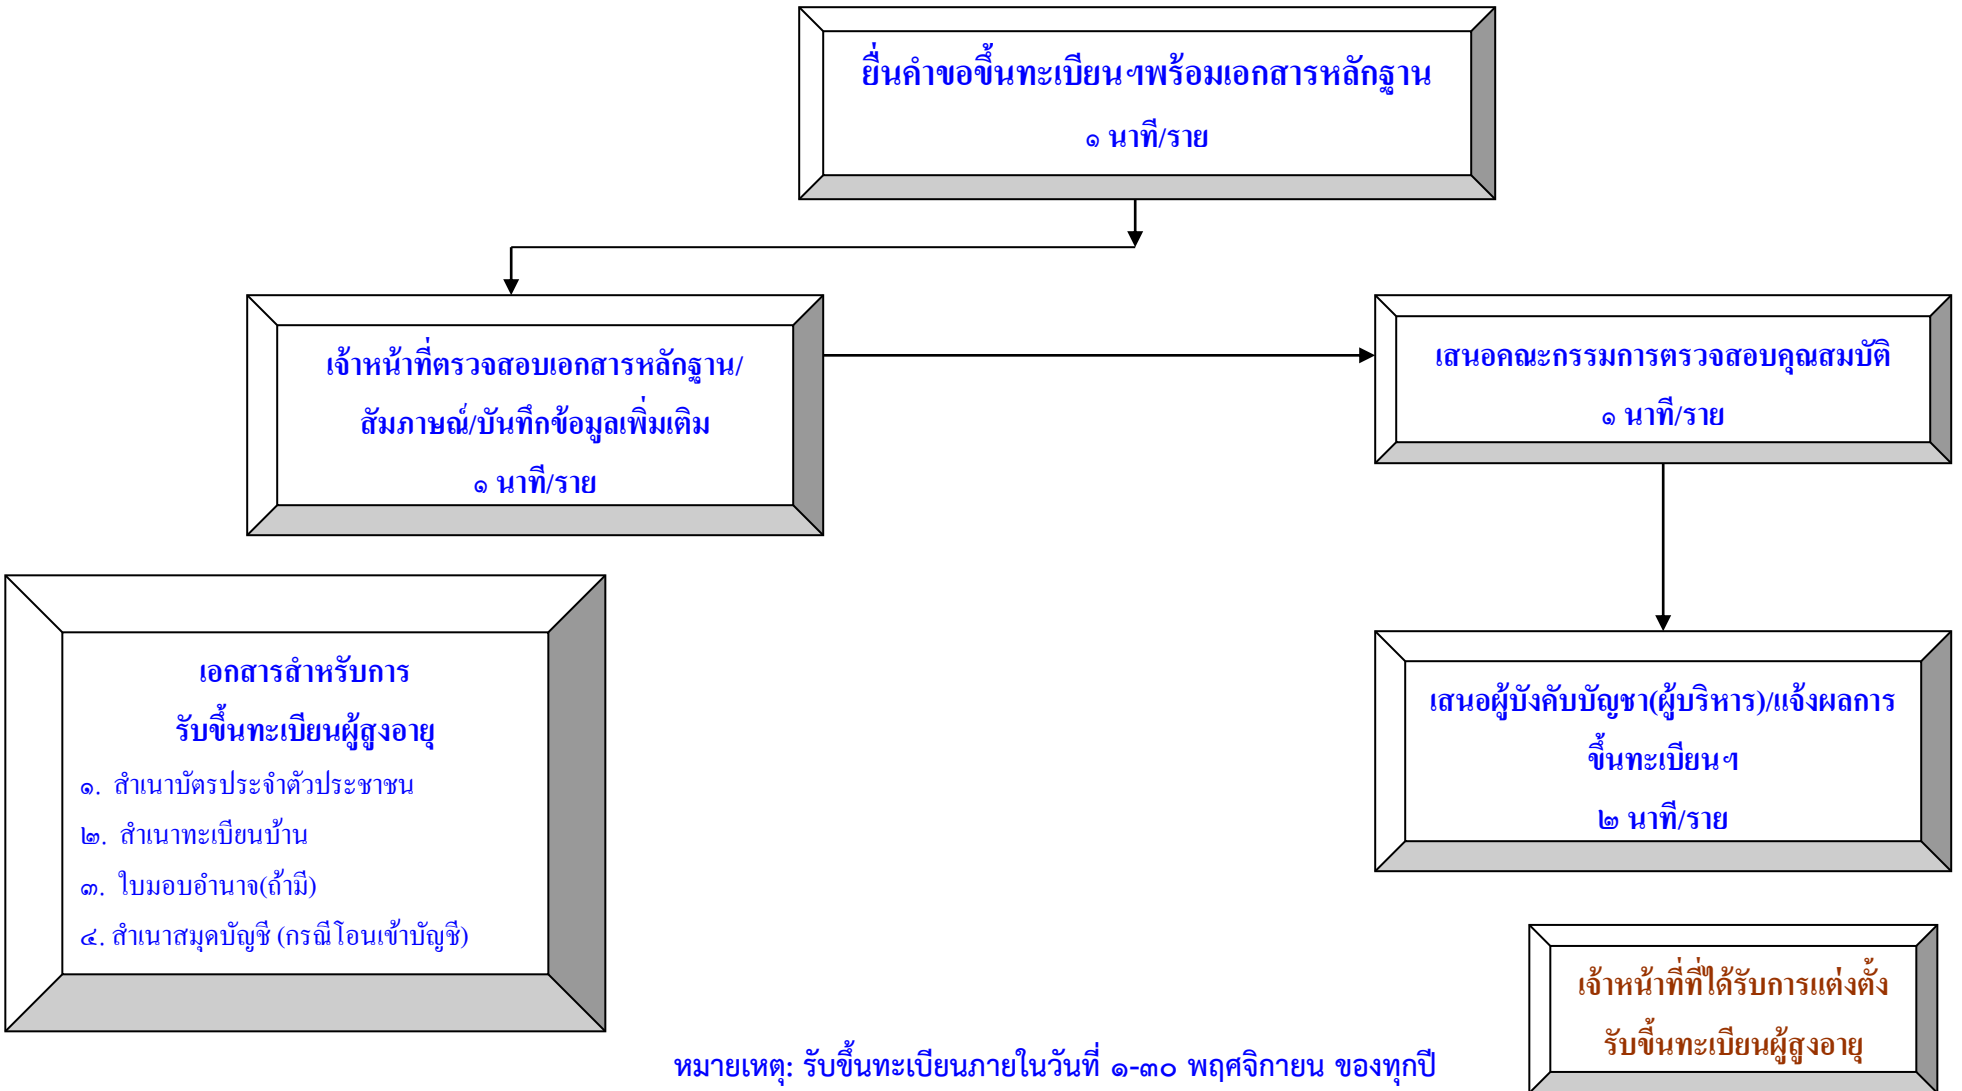 ยื่นคำขอขึ้นทะเบียนฯพร้อมเอกสารหลักฐาน
๑ นาที/ราย
เจ้าหน้าที่ตรวจสอบเอกสารหลักฐาน/
สัมภาษณ์/บันทึกข้อมูลเพิ่มเติม
๑ นาที/ราย
เสนอคณะกรรมการตรวจสอบคุณสมบัติ
๑ นาที/ราย
เสนอผู้บังคับบัญชา(ผู้บริหาร)/แจ้งผลการ
ขึ้นทะเบียนฯ
๒ นาที/ราย
เอกสารสำหรับการ
รับขึ้นทะเบียนผู้สูงอายุ
๑. สำเนาบัตรประจำตัวประชาชน
๒. สำเนาทะเบียนบ้าน
๓. ใบมอบอำนาจ(ถ้ามี)
๔. สำเนาสมุดบัญชี (กรณีโอนเข้าบัญชี)
เจ้าหน้าที่ที่ได้รับการแต่งตั้ง
รับขึ้นทะเบียนผู้สูงอายุ
หมายเหตุ: รับขึ้นทะเบียนภายในวันที่ ๑-๓๐ พฤศจิกายน ของทุกปี